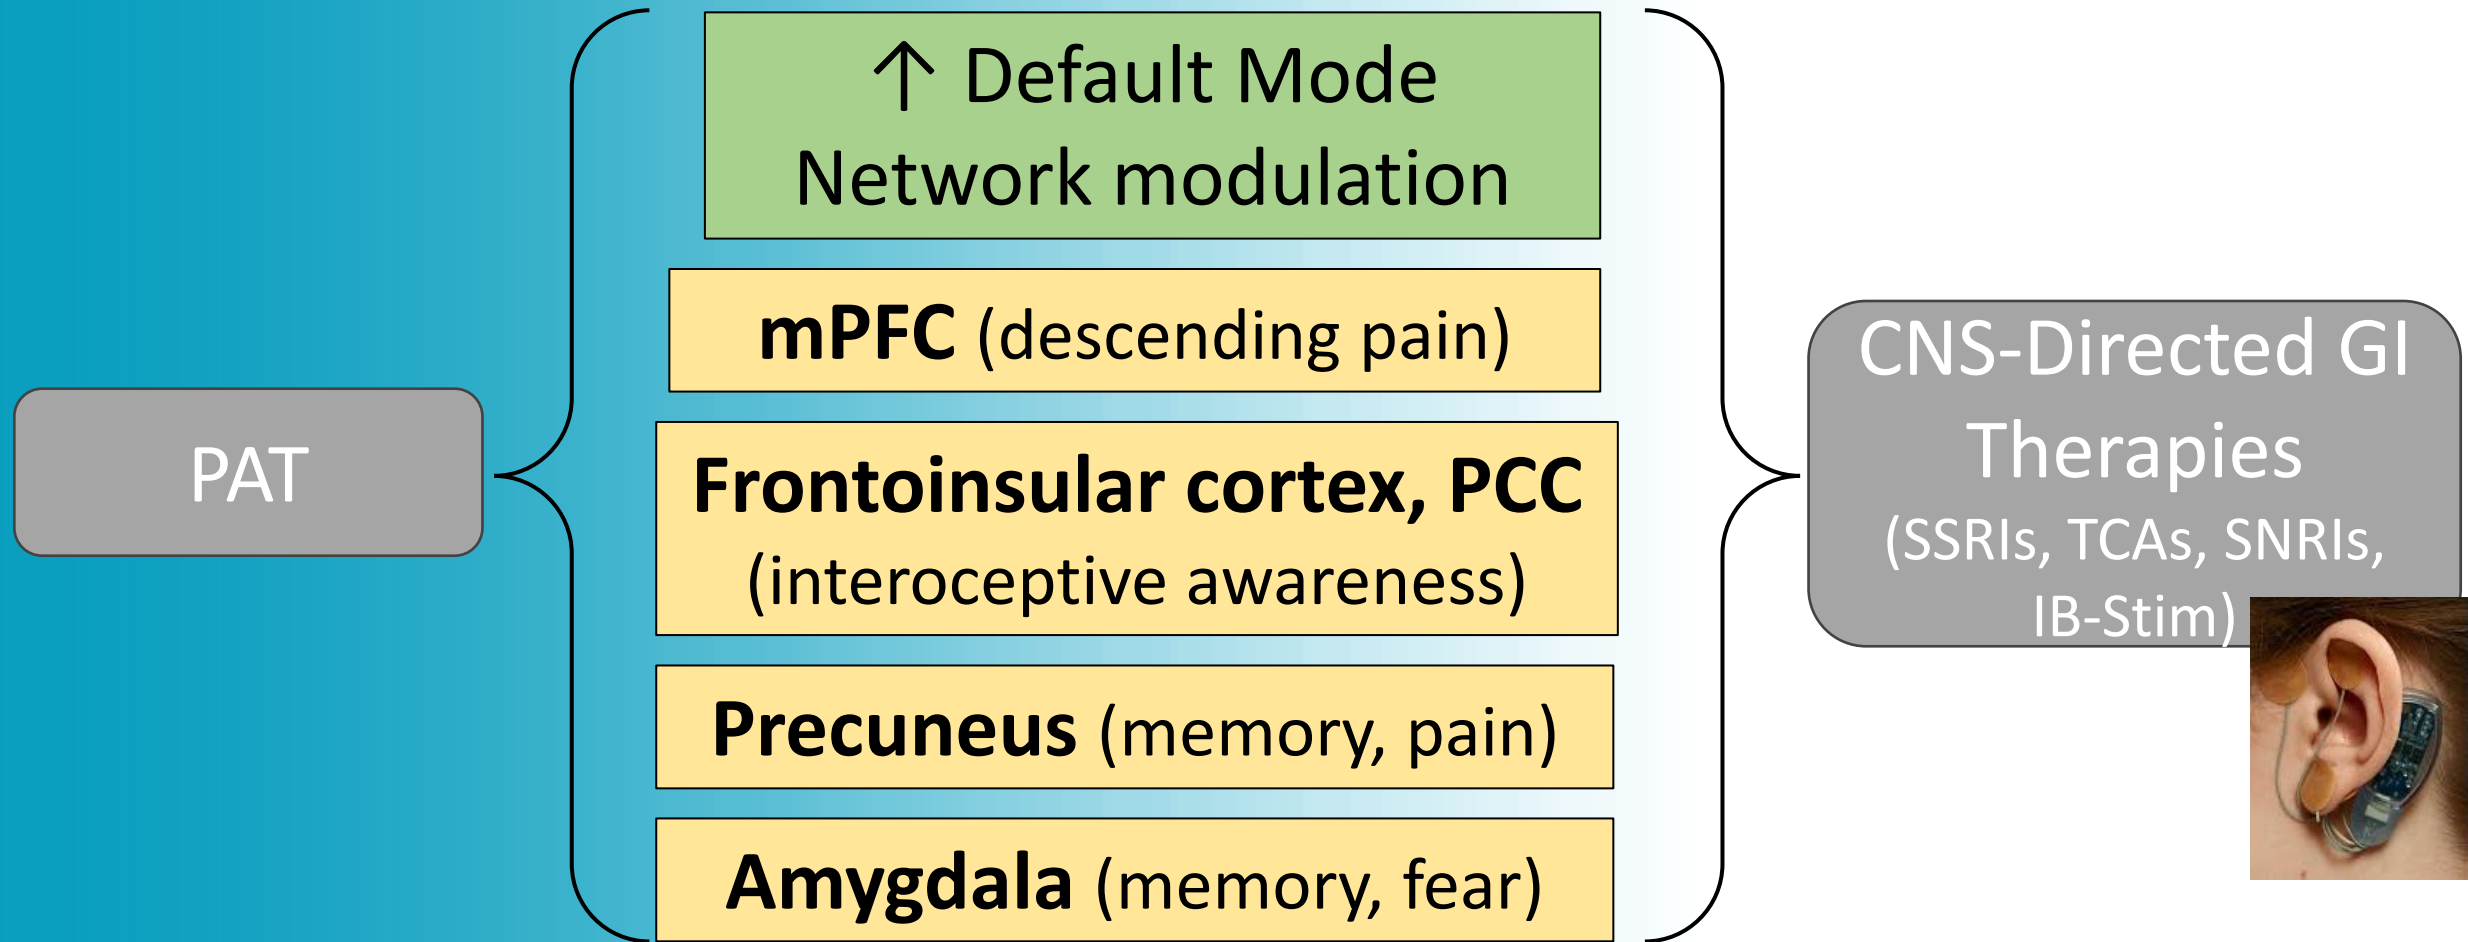 PAT
↑ Default Mode
Network modulation
mPFC (descending pain)
Frontoinsular cortex, PCC
(interoceptive awareness)
Precuneus (memory, pain)
Amygdala (memory, fear)
CNS-Directed GI
Therapies
(SSRIs, TCAs, SNRIs,
IB-Stim)